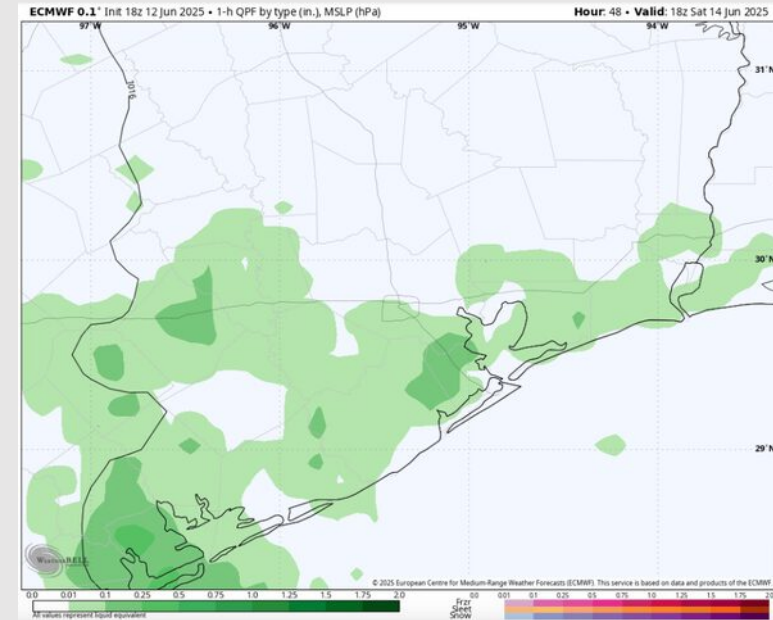 ECMWF 0.1° Init 18z 12 Jun 2025 • 1-h QPF by type (in.), MSLP (hPa) Hour: 48 • Valid: 18z Sat 14 Jun 2025
97°W 96°W 95°W 94°W
31°N
1016
30°N
29°N
WeatherBELL
© 2025 European Centre for Medium-Range Weather Forecasts (ECMWF). This service is based on data and products of the ECMWF.
0.0 0.01 0.1 0.25 0.5 0.75 1.0 1.25 1.5 1.75 2.0 0.0 0.01 0.1 0.25 0.5 0.75 1.0 1.25 1.5 1.75 2.0
Frzr
Sleet
Snow
All values represent liquid equivalent